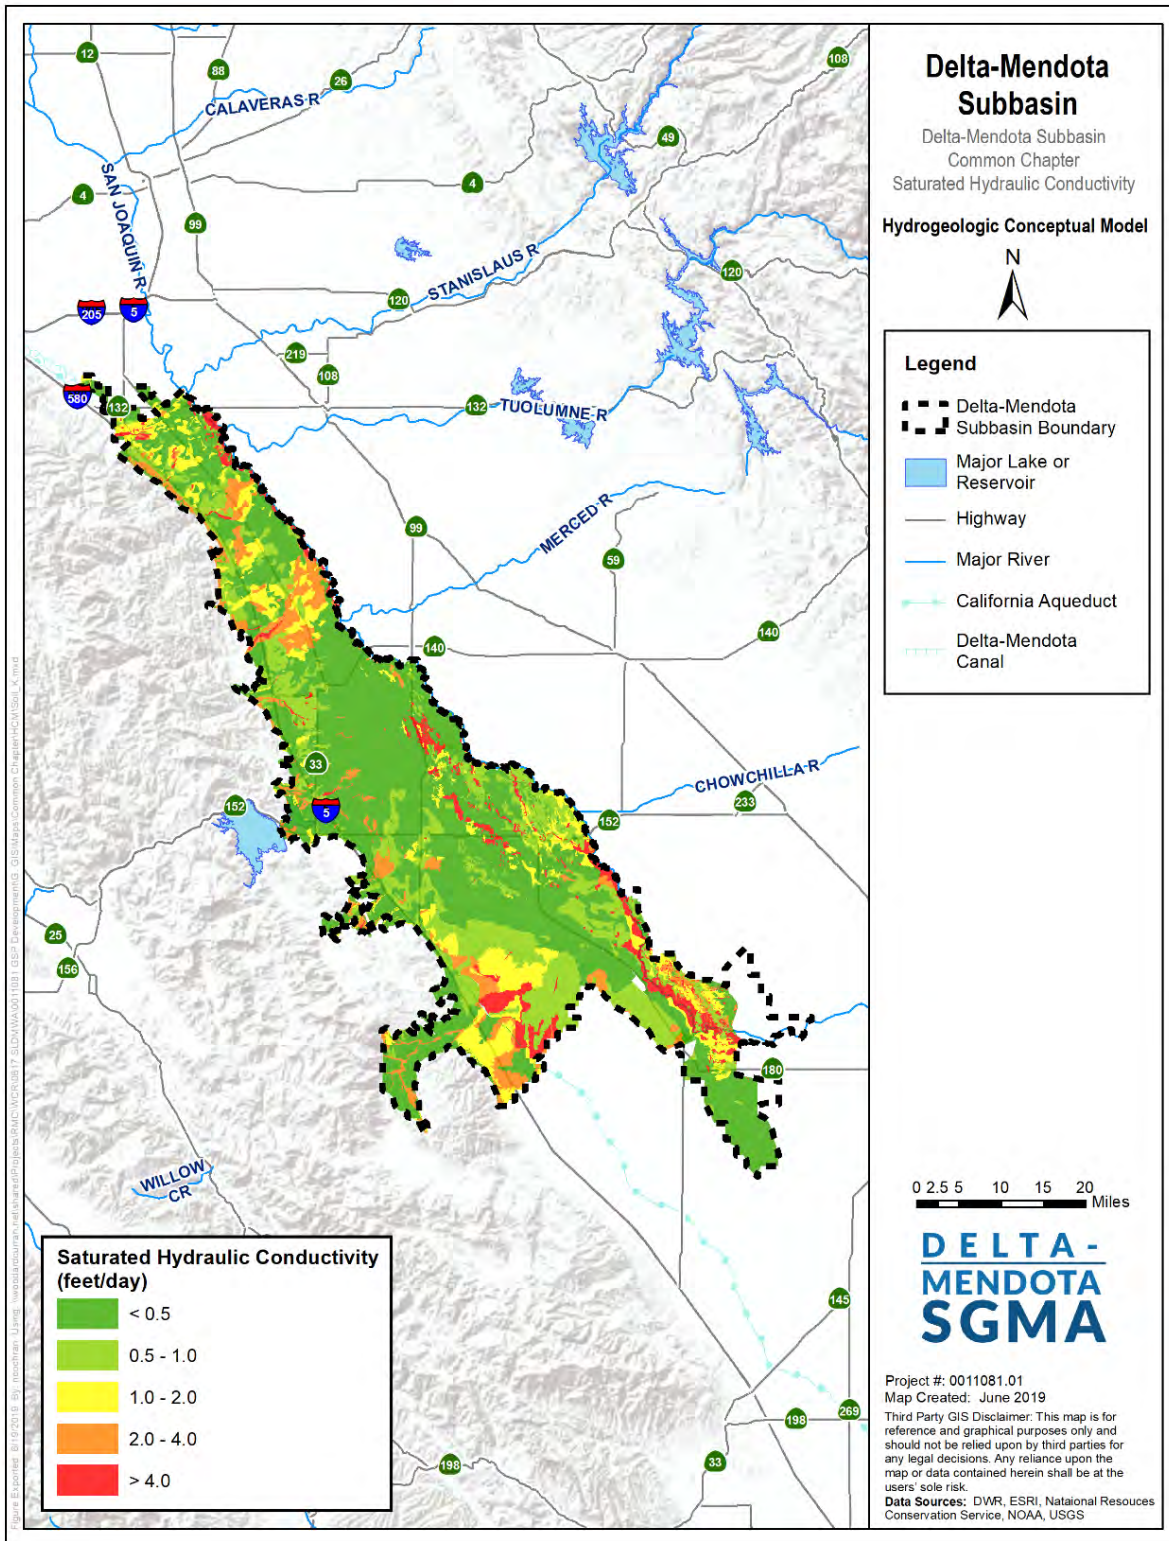 Delta-Mendota
Subbasin
Delta-Mendota Subbasin
Common Chapter
Saturated Hydraulic Conductivity
Hydrogeologic Conceptual Model
N
Legend
Delta-Mendota
Subbasin Boundary
Major Lake or
Reservoir
Highway
Major River
California Aqueduct
Delta-Mendota
Canal
0 2.5 5 10 15 20
Miles
DELTA-
MENDOTA
SGMA
Project #: 0011081.01
Map Created: June 2019
Third Party GIS Disclaimer: This map is for
reference and graphical purposes only and
should not be relied upon by third parties for
any legal decisions. Any reliance upon the
map or data contained herein shall be at the
users' sole risk.
Data Sources: DWR, ESRI, Nataional Resouces
Conservation Service, NOAA, USGS
12
88
26
108
CALAVERAS R
49
4
4
SAN JOAQUIN R
99
STANISLAUS R
120
120
205
5
219
108
580
132
132
TUOLUMNE R
99
MERCED R
59
140
140
33
CHOWCHILLA R
233
152
5
152
25
156
180
WILLOW
CR
145
269
198
198
33
Saturated Hydraulic Conductivity
(feet/day)
< 0.5
0.5 - 1.0
1.0 - 2.0
2.0 - 4.0
> 4.0